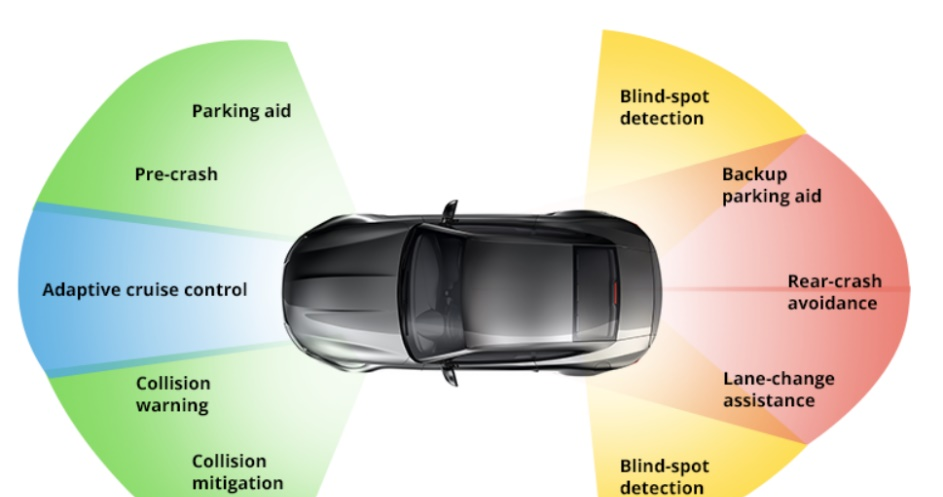 Parking aid
Pre-crash
Adaptive cruise control
Collision
warning
Collision
mitigation
Blind-spot
detection
Backup
parking aid
Rear-crash
avoidance
Lane-change
assistance
Blind-spot
detection